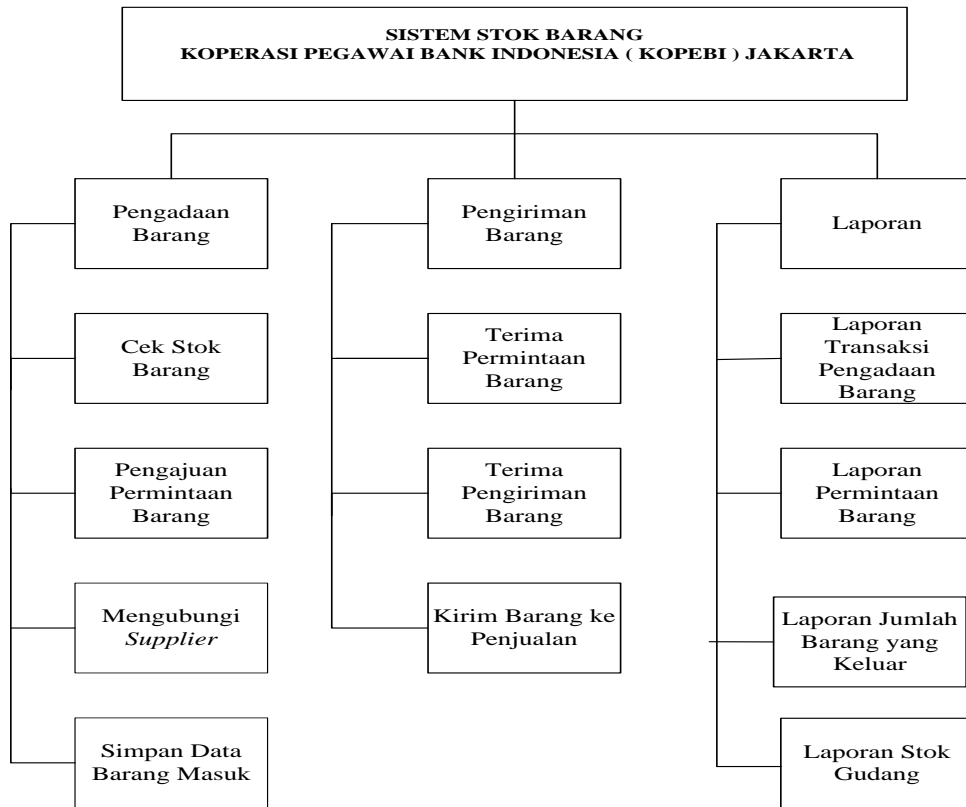 SISTEM STOK BARANG
KOPERASI PEGAWAI BANK INDONESIA ( KOPEBI ) JAKARTA
Pengadaan
Barang
Cek Stok
Barang
Pengajuan
Permintaan
Barang
Mengubungi
Supplier
Simpan Data
Barang Masuk
Pengiriman
Barang
Terima
Permintaan
Barang
Terima
Pengiriman
Barang
Kirim Barang ke
Penjualan
Laporan
Laporan
Transaksi
Pengadaan
Barang
Laporan
Permintaan
Barang
Laporan Jumlah
Barang yang
Keluar
Laporan Stok
Gudang